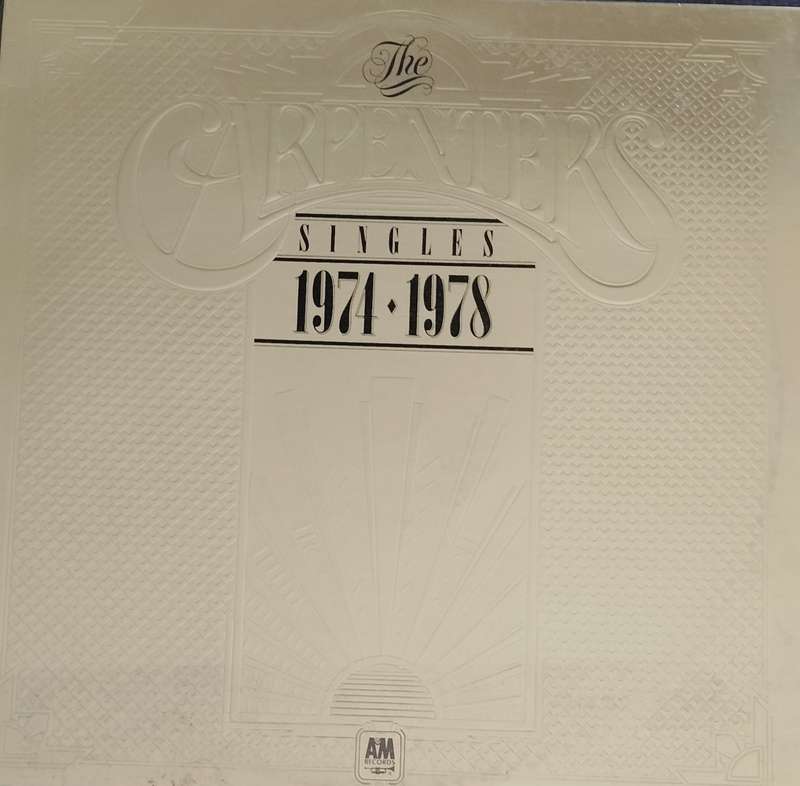 The
CARPENTERS
SINGLES
1974 ♦ 1978
A&M
RECORDS